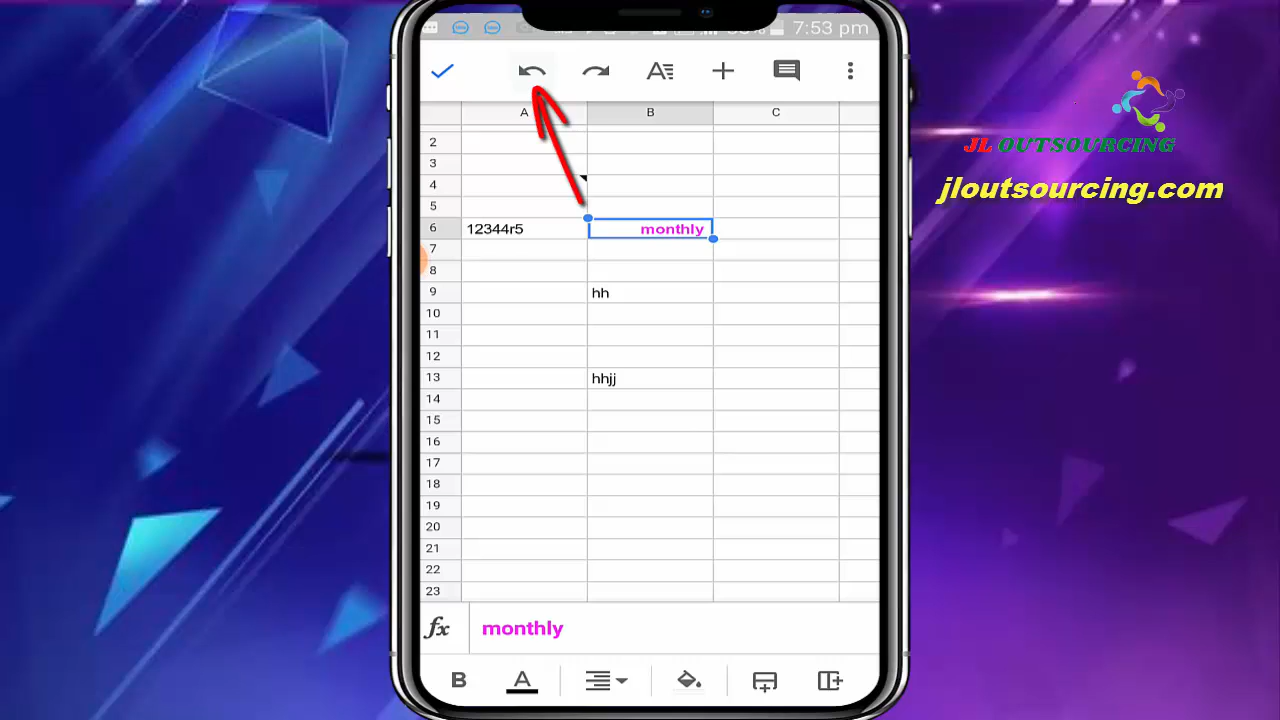 7:53 pm
JL OUTSOURCING
jloutsourcing.com
A B C
2
3
4
5
6 12344r5 monthly
7
8
9 hh
10
11
12
13 hhjj
14
15
16
17
18
19
20
21
22
23
fx monthly
B A